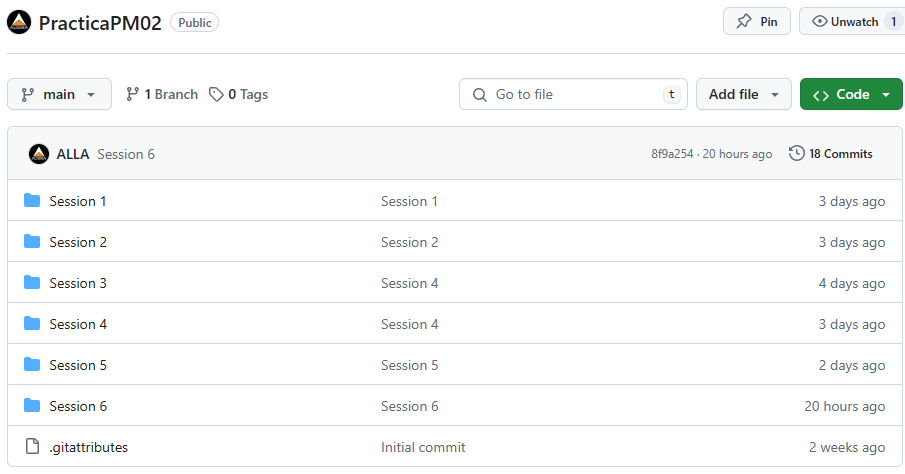 PracticaPM02 Public Pin Unwatch 1
main 1 Branch 0 Tags Go to file t Add file Code
ALLA Session 6 8f9a254 · 20 hours ago 18 Commits
Session 1 Session 1 3 days ago
Session 2 Session 2 3 days ago
Session 3 Session 4 4 days ago
Session 4 Session 4 3 days ago
Session 5 Session 5 2 days ago
Session 6 Session 6 20 hours ago
.gitattributes Initial commit 2 weeks ago